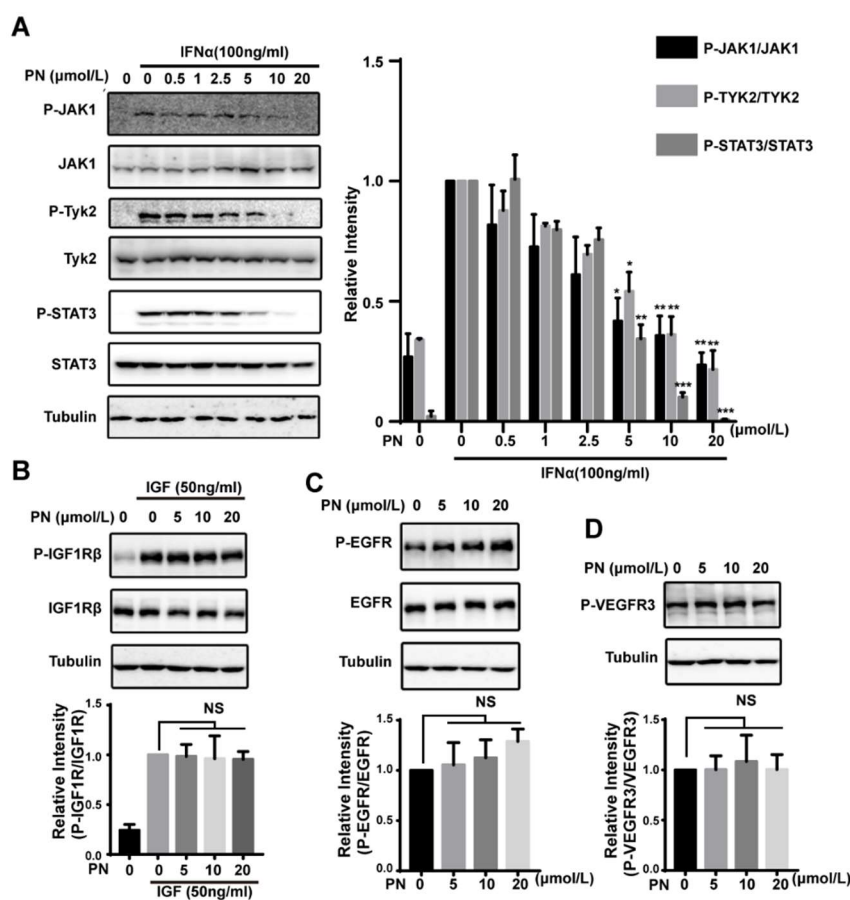 A
IFNα(100ng/ml)
PN (μmol/L) 0 0 0.5 1 2.5 5 10 20
P-JAK1
JAK1
P-Tyk2
Tyk2
P-STAT3
STAT3
Tubulin
P-JAK1/JAK1
P-TYK2/TYK2
P-STAT3/STAT3
Relative Intensity
1.5
1.0
0.5
0
* * **
** ** ***
** ** ***
PN 0 0 0.5 1 2.5 5 10 20 (μmol/L)
IFNα(100ng/ml)
B
IGF (50ng/ml)
PN (μmol/L) 0 0 5 10 20
P-IGF1Rβ
IGF1Rβ
Tubulin
NS
Relative Intensity
(P-IGF1R/IGF1R)
1.5
1.0
0.5
0.0
PN 0 0 5 10 20
IGF (50ng/ml)
C
PN (μmol/L) 0 5 10 20
P-EGFR
EGFR
Tubulin
NS
Relative Intensity
(P-EGFR/EGFR)
1.5
1.0
0.5
0.0
PN 0 5 10 20 (μmol/L)
D
PN (μmol/L) 0 5 10 20
P-VEGFR3
Tubulin
NS
Relative Intensity
(P-VEGFR3/VEGFR3)
1.5
1.0
0.5
0.0
PN 0 5 10 20 (μmol/L)